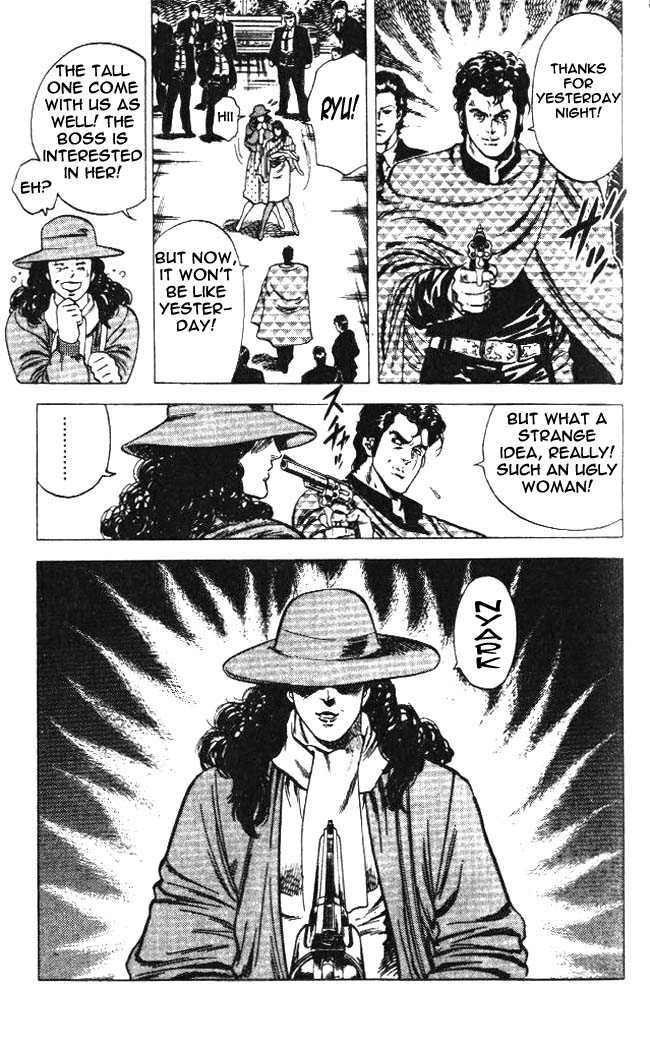 THANKS
FOR
YESTERDAY
NIGHT!
RYU!
HII
BUT NOW,
IT WON'T
BE LIKE
YESTER-
DAY!
THE TALL
ONE COME
WITH US AS
WELL! THE
BOSS IS
INTERESTED
IN HER!
EH?
BUT WHAT A
STRANGE
IDEA, REALLY!
SUCH AN UGLY
WOMAN!
..........
NYARK